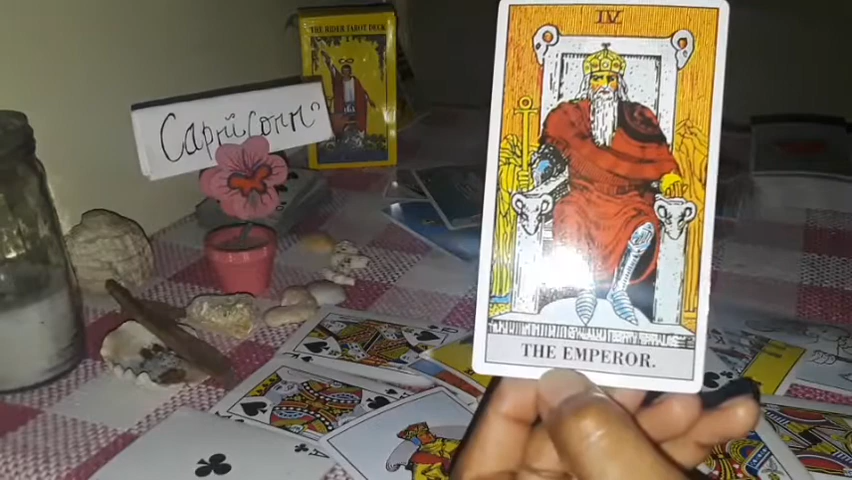 THE RIDER TAROT DECK
Capricorn
IV
THE EMPEROR.